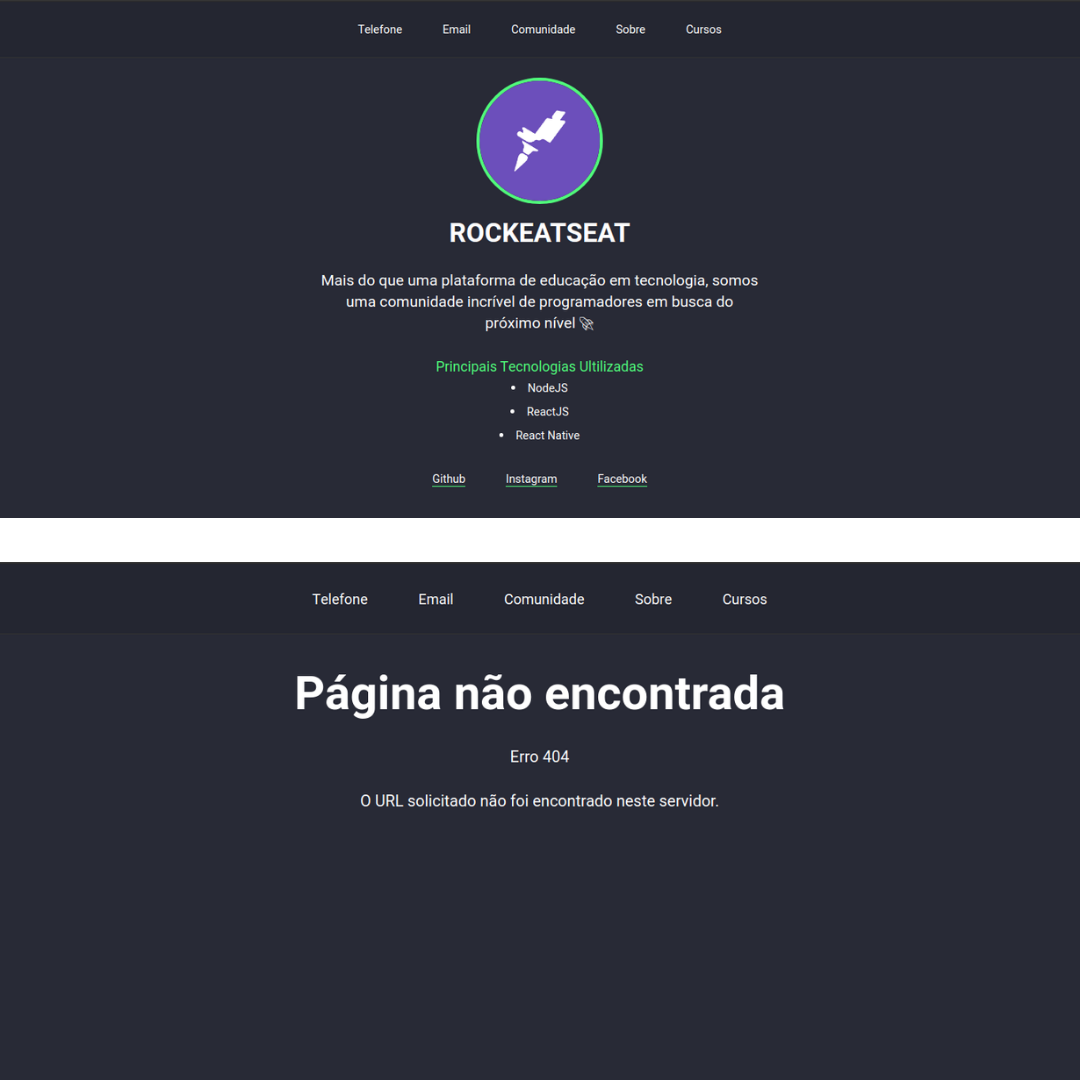 Telefone Email Comunidade Sobre Cursos
ROCKEATSEAT
Mais do que uma plataforma de educação em tecnologia, somos
uma comunidade incrível de programadores em busca do
próximo nível 🚀
Principais Tecnologias Ultilizadas
• NodeJS
• ReactJS
• React Native
Github Instagram Facebook
Telefone Email Comunidade Sobre Cursos
Página não encontrada
Erro 404
O URL solicitado não foi encontrado neste servidor.